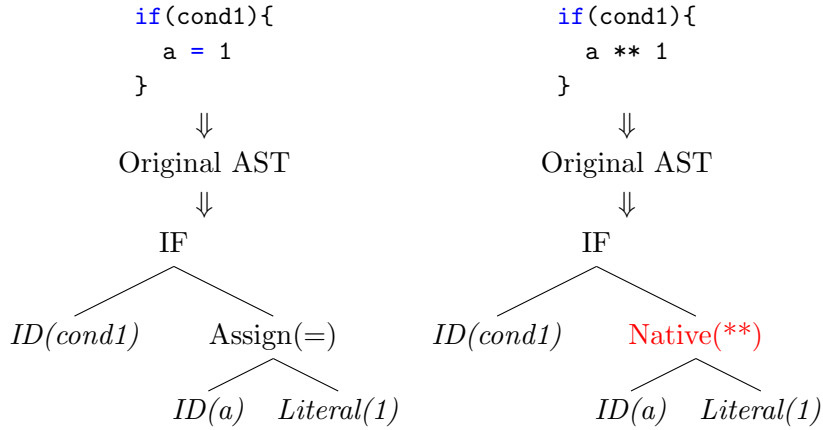 if(cond1){
  a = 1
}
⇓
Original AST
⇓
IF
ID(cond1) Assign(=)
ID(a) Literal(1)
if(cond1){
  a ** 1
}
⇓
Original AST
⇓
IF
ID(cond1) Native(**)
ID(a) Literal(1)